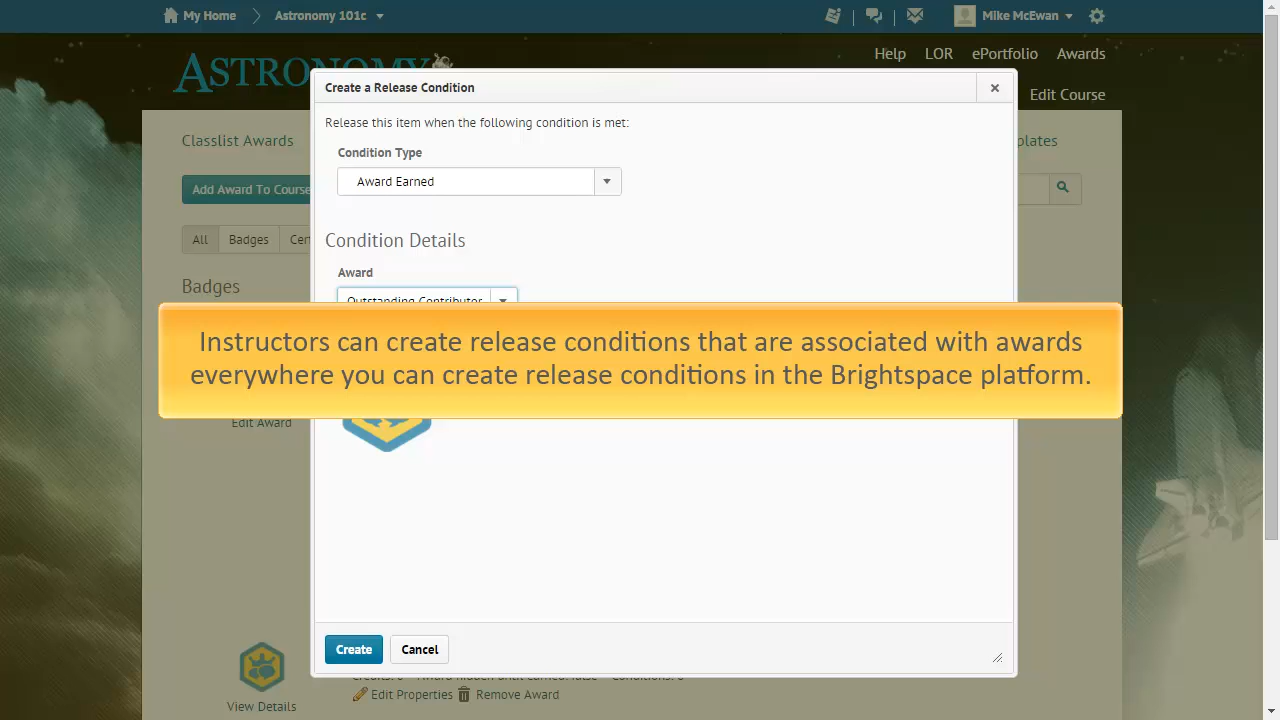 My Home
Astronomy 101c
Mike McEwan
Help
LOR
ePortfolio
Awards
ASTRONOMY
Edit Course
Classlist Awards
Add Award To Course
All
Badges
Badges
Create a Release Condition
Release this item when the following condition is met:
Condition Type
Award Earned
Condition Details
Award
Outstanding Contributor
Instructors can create release conditions that are associated with awards
everywhere you can create release conditions in the Brightspace platform.
Edit Award
Create
Cancel
Edit Properties
Remove Award
View Details